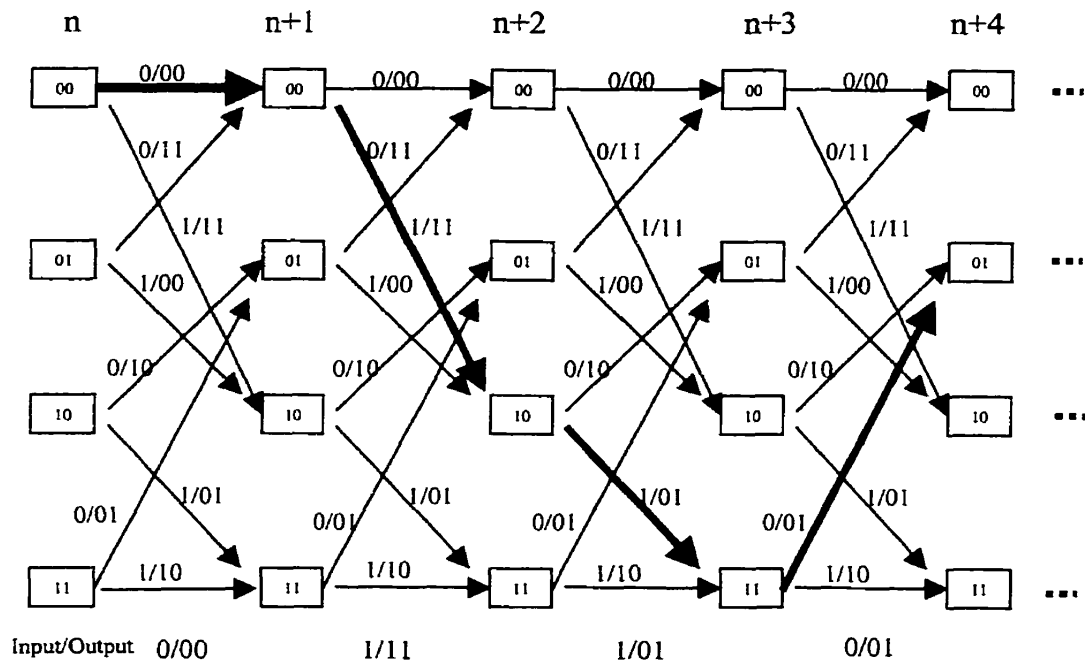 n n+1 n+2 n+3 n+4
0/00 0/00 0/00 0/00
00 00 00 00 00 ...
0/11 0/11 0/11 0/11
1/11 1/11 1/11 1/11
01 01 01 01 01 ...
1/00 1/00 1/00 1/00
0/10 0/10 0/10 0/10
10 10 10 10 10 ...
1/01 1/01 1/01 1/01
0/01 0/01 0/01 0/01
1/10 1/10 1/10 1/10
11 11 11 11 11 ...
Input/Output 0/00 1/11 1/01 0/01